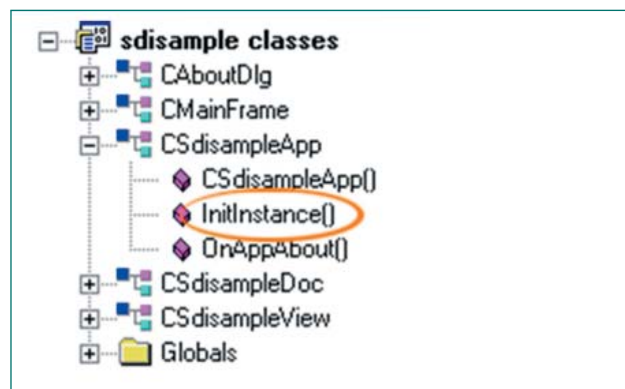 sdisample classes
CAboutDlg
CMainFrame
CSdisampleApp
CSdisampleApp()
InitInstance()
OnAppAbout()
CSdisampleDoc
CSdisampleView
Globals